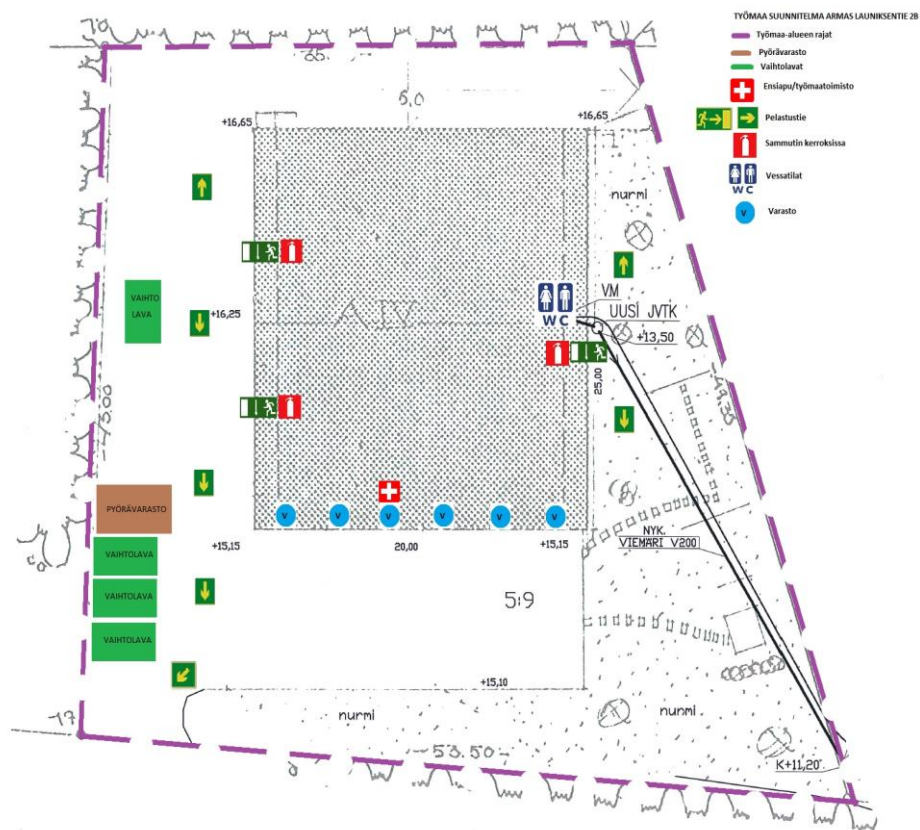 TYÖMAA SUUNNITELMA ARMAS LAUNIKSENTIE 2B
Työmaa-alueen rajat
Pyörävarasto
Vaihtolavat
Ensiapu/työmaatoimisto
Pelastustie
Sammutin kerroksissa
Vessatilat
W C
Varasto
V
+16,65
+16,65
nurmi
VAIHTO
LAVA
+16,25
A IV
W C
VM
UUSI JVTK
+13,50
25,00
44.35
PYÖRÄVARASTO
V
V
V
V
V
V
+15,15
20,00
+15,15
NYK.
VIEMÄRI V200
VAIHTOLAVA
VAIHTOLAVA
VAIHTOLAVA
5:9
+15,10
nurmi
nurmi
53.50
K+11,20